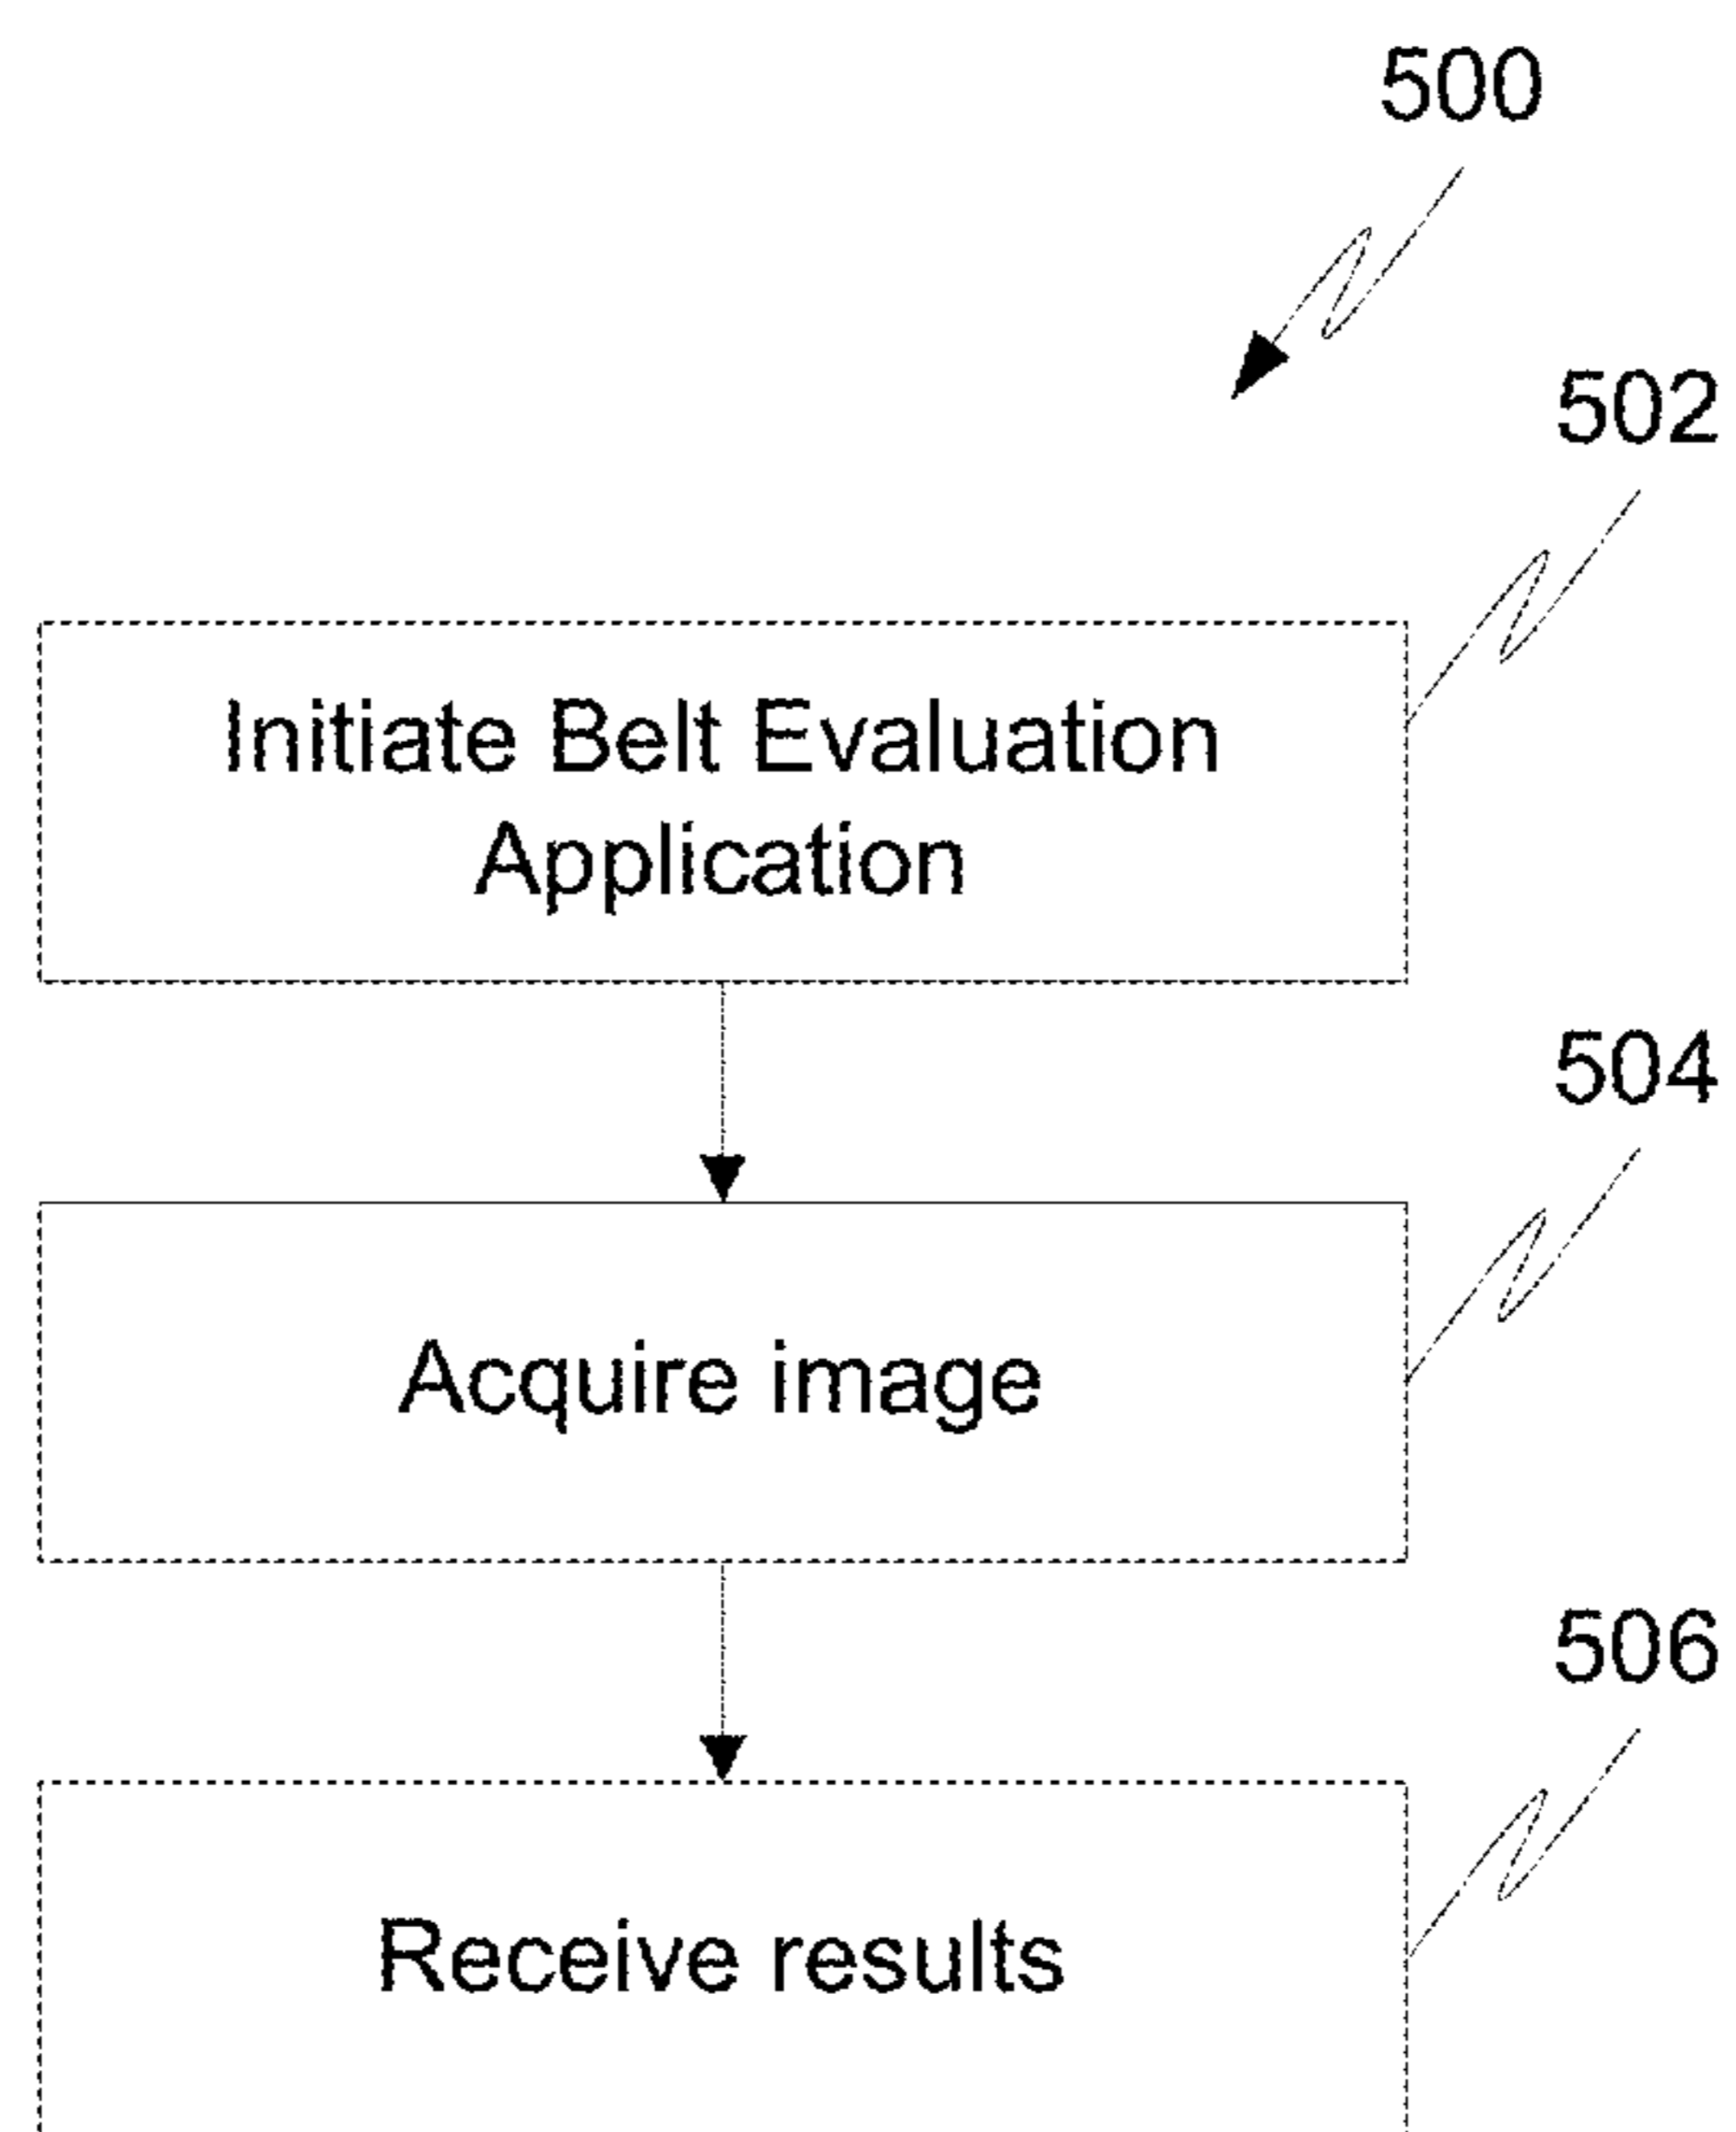 500
502
Initiate Belt Evaluation
Application
504
Acquire image
506
Receive results